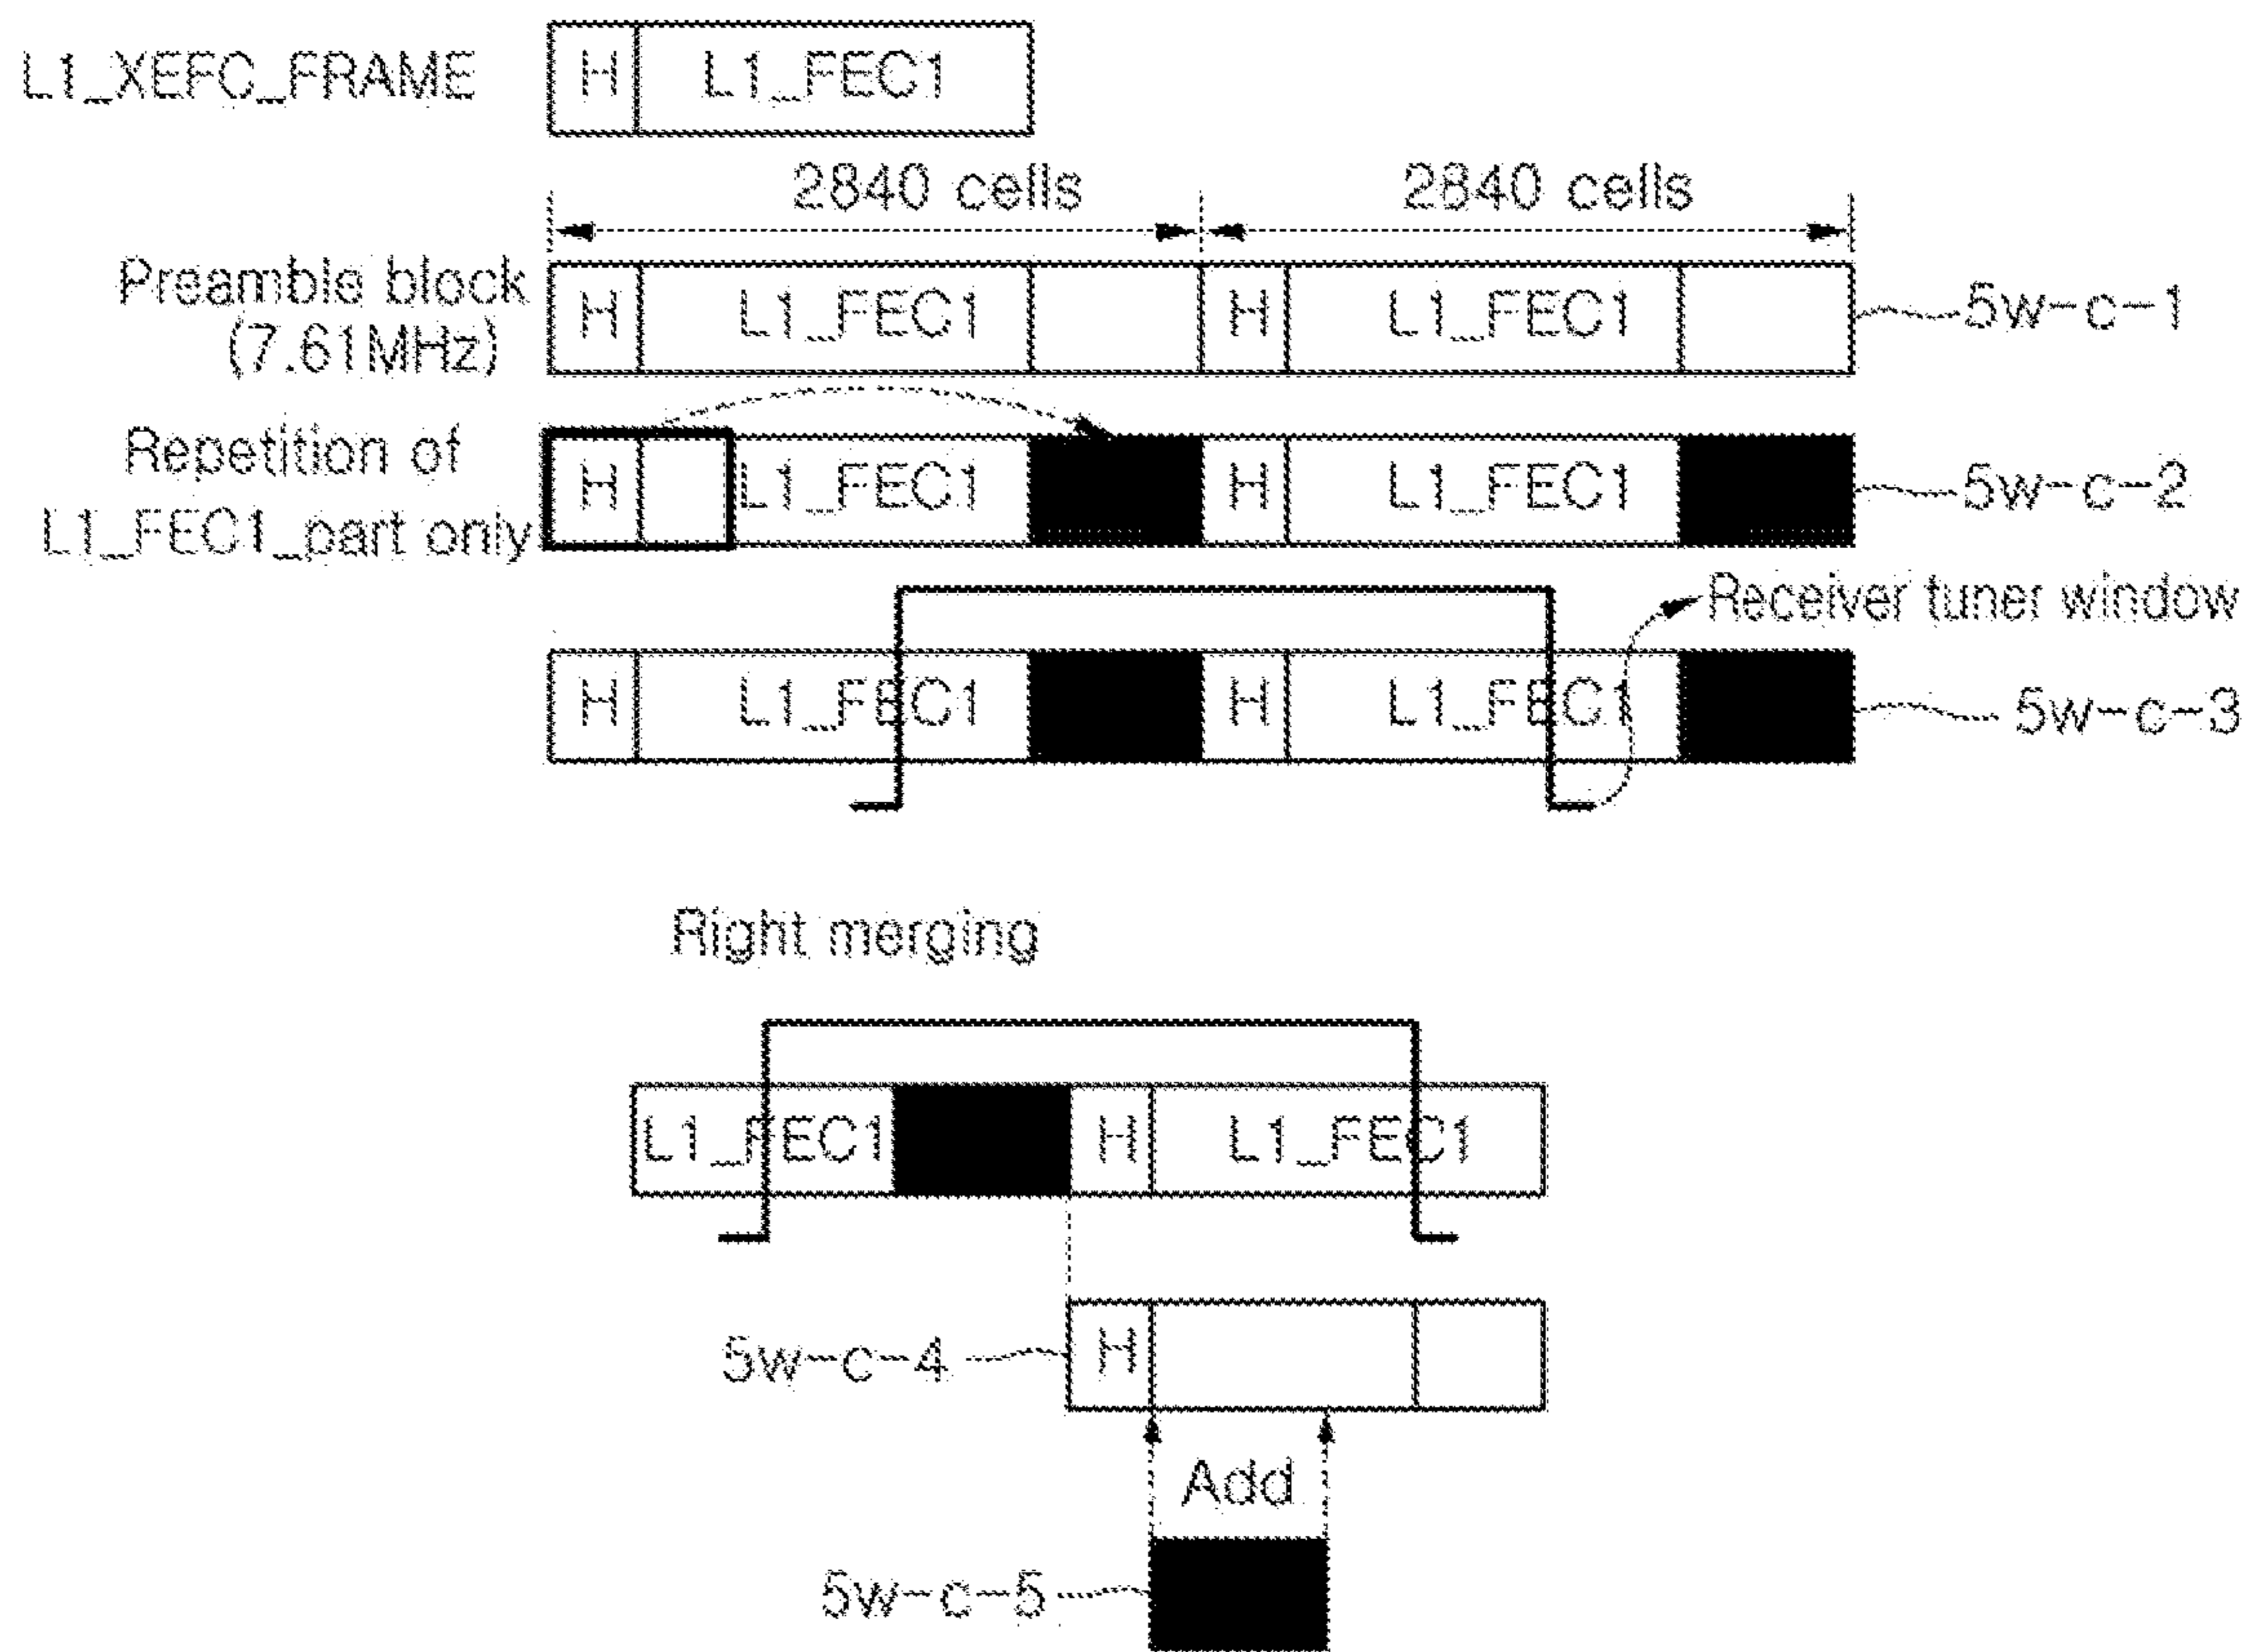 L1_XEFC_FRAME H L1_FEC1
2840 cells 2840 cells
Preamble block
(7.61MHz)
H L1_FEC1 H L1_FEC1 5w-c-1
Repetition of
L1_FEC1_part only
H L1_FEC1 H L1_FEC1 5w-c-2
Receiver tuner window
H L1_FEC1 H L1_FEC1 5w-c-3
Right merging
L1_FEC1 H L1_FEC1
5w-c-4 H
Add
5w-c-5